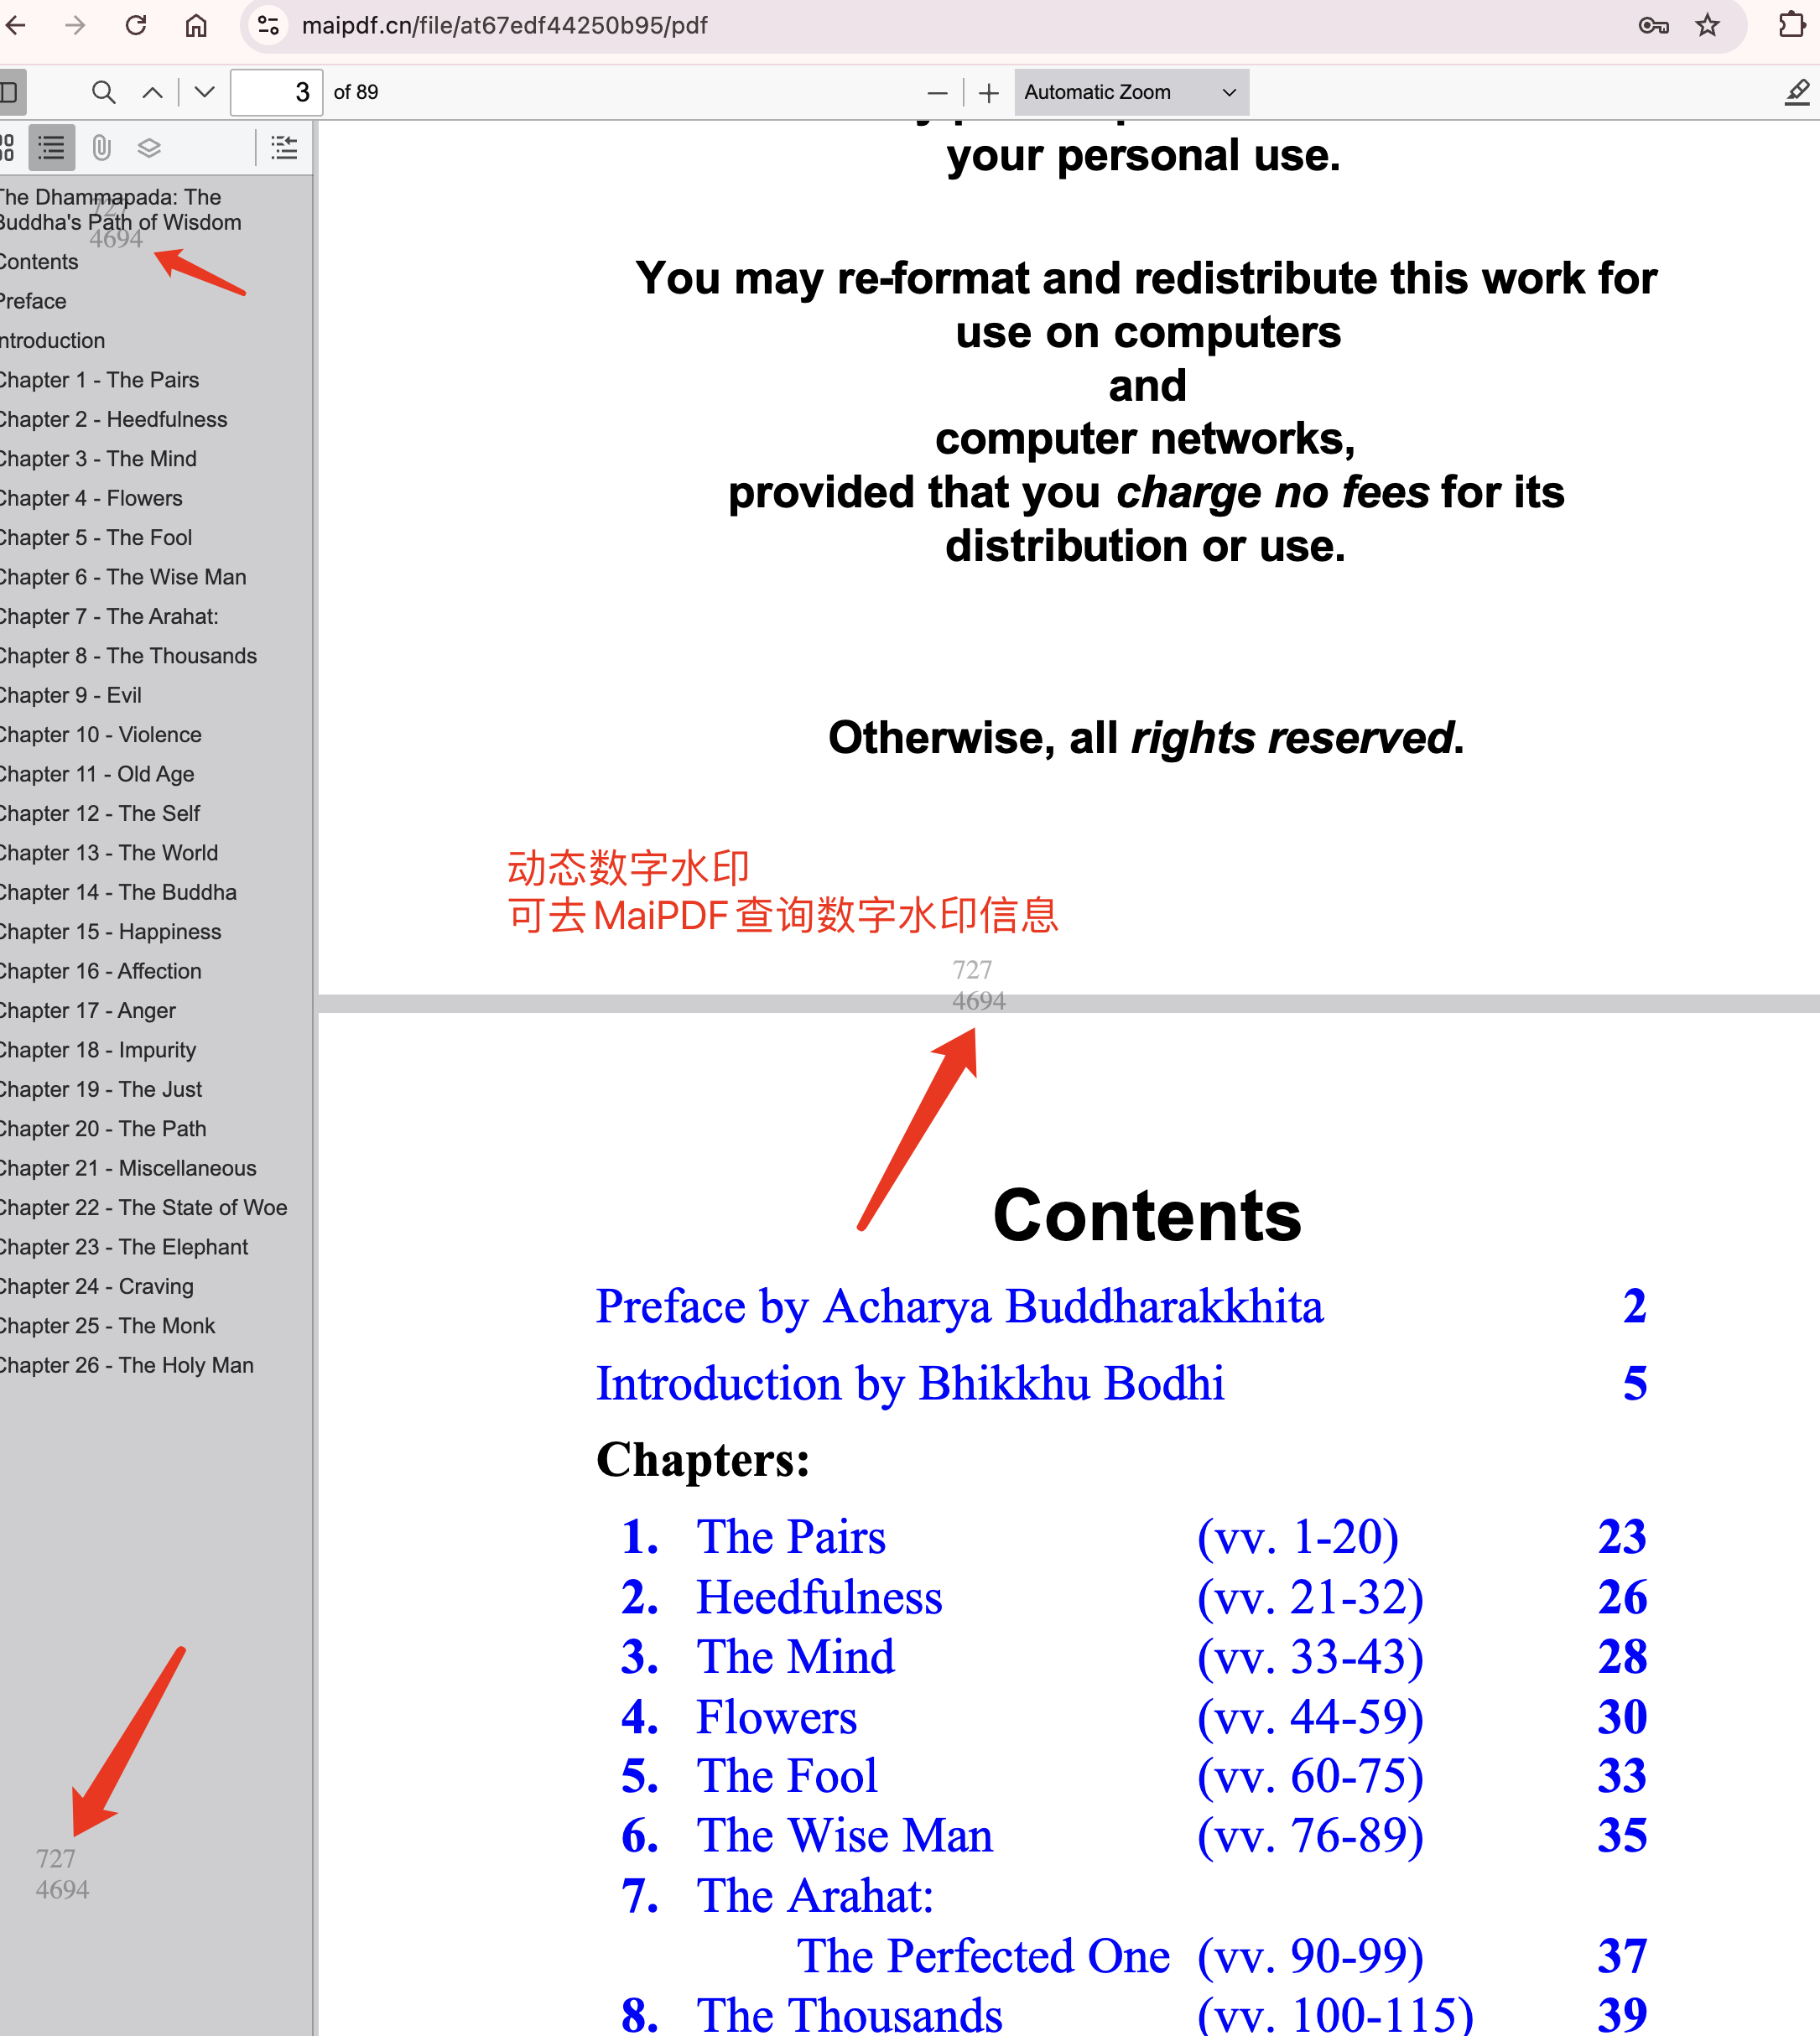 maipdf.cn/file/at67edf44250b95/pdf
3 of 89
Automatic Zoom
The Dhammapada: The
Buddha's Path of Wisdom
727
4694
Contents
Preface
Introduction
Chapter 1 - The Pairs
Chapter 2 - Heedfulness
Chapter 3 - The Mind
Chapter 4 - Flowers
Chapter 5 - The Fool
Chapter 6 - The Wise Man
Chapter 7 - The Arahat:
Chapter 8 - The Thousands
Chapter 9 - Evil
Chapter 10 - Violence
Chapter 11 - Old Age
Chapter 12 - The Self
Chapter 13 - The World
Chapter 14 - The Buddha
Chapter 15 - Happiness
Chapter 16 - Affection
Chapter 17 - Anger
Chapter 18 - Impurity
Chapter 19 - The Just
Chapter 20 - The Path
Chapter 21 - Miscellaneous
Chapter 22 - The State of Woe
Chapter 23 - The Elephant
Chapter 24 - Craving
Chapter 25 - The Monk
Chapter 26 - The Holy Man
727
4694
your personal use.
You may re-format and redistribute this work for
use on computers
and
computer networks,
provided that you charge no fees for its
distribution or use.
Otherwise, all rights reserved.
动态数字水印
可去MaiPDF查询数字水印信息
727
4694
Contents
Preface by Acharya Buddharakkhita 2
Introduction by Bhikkhu Bodhi 5
Chapters:
1. The Pairs (vv. 1-20) 23
2. Heedfulness (vv. 21-32) 26
3. The Mind (vv. 33-43) 28
4. Flowers (vv. 44-59) 30
5. The Fool (vv. 60-75) 33
6. The Wise Man (vv. 76-89) 35
7. The Arahat:
The Perfected One (vv. 90-99) 37
8. The Thousands (vv. 100-115) 39